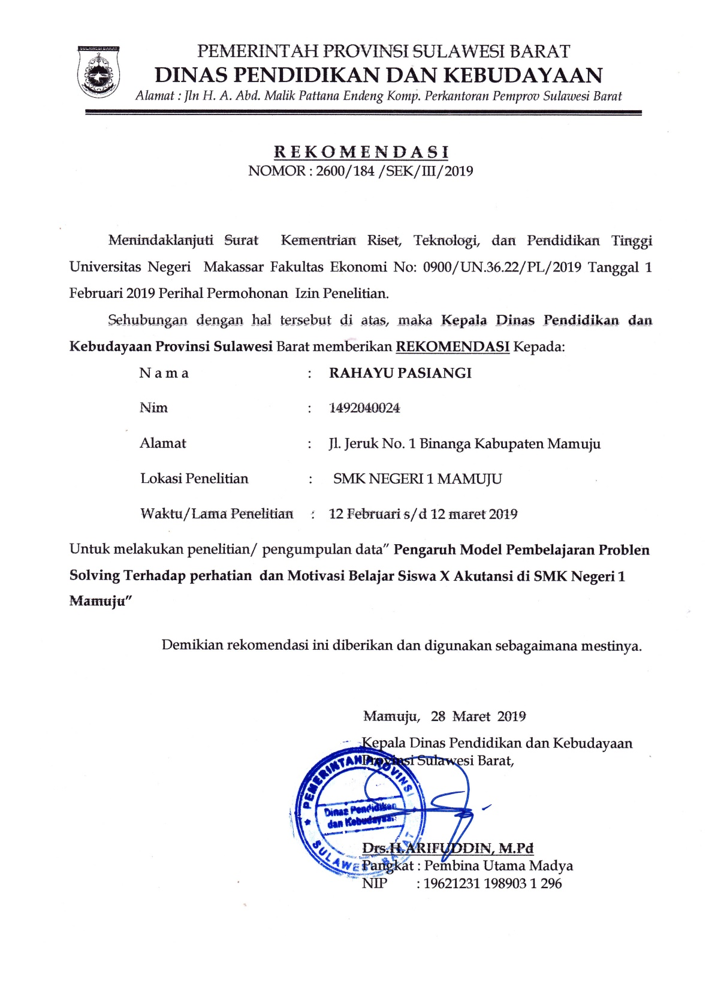 SULAWESI BARAT
PEMERINTAH PROVINSI SULAWESI BARAT
DINAS PENDIDIKAN DAN KEBUDAYAAN
Alamat : Jln H. A. Abd. Malik Pattana Endeng Komp. Perkantoran Pemprov Sulawesi Barat
R E K O M E N D A S I
NOMOR : 2600/184 /SEK/III/2019
Menindaklanjuti Surat Kementrian Riset, Teknologi, dan Pendidikan Tinggi
Universitas Negeri Makassar Fakultas Ekonomi No: 0900/UN.36.22/PL/2019 Tanggal 1
Februari 2019 Perihal Permohonan Izin Penelitian.
Sehubungan dengan hal tersebut di atas, maka Kepala Dinas Pendidikan dan
Kebudayaan Provinsi Sulawesi Barat memberikan REKOMENDASI Kepada:
N a m a : RAHAYU PASIANGI
Nim : 1492040024
Alamat : Jl. Jeruk No. 1 Binanga Kabupaten Mamuju
Lokasi Penelitian : SMK NEGERI 1 MAMUJU
Waktu/Lama Penelitian : 12 Februari s/d 12 maret 2019
Untuk melakukan penelitian/ pengumpulan data” Pengaruh Model Pembelajaran Problen
Solving Terhadap perhatian dan Motivasi Belajar Siswa X Akutansi di SMK Negeri 1
Mamuju”
Demikian rekomendasi ini diberikan dan digunakan sebagaimana mestinya.
Mamuju, 28 Maret 2019
Kepala Dinas Pendidikan dan Kebudayaan
Provinsi Sulawesi Barat,
PEMERINTAH PROVINSI
Dinas Pendidikan
dan Kebudayaan
SULAWESI BARAT
Drs.H.ARIFUDDIN, M.Pd
Pangkat : Pembina Utama Madya
NIP : 19621231 198903 1 296